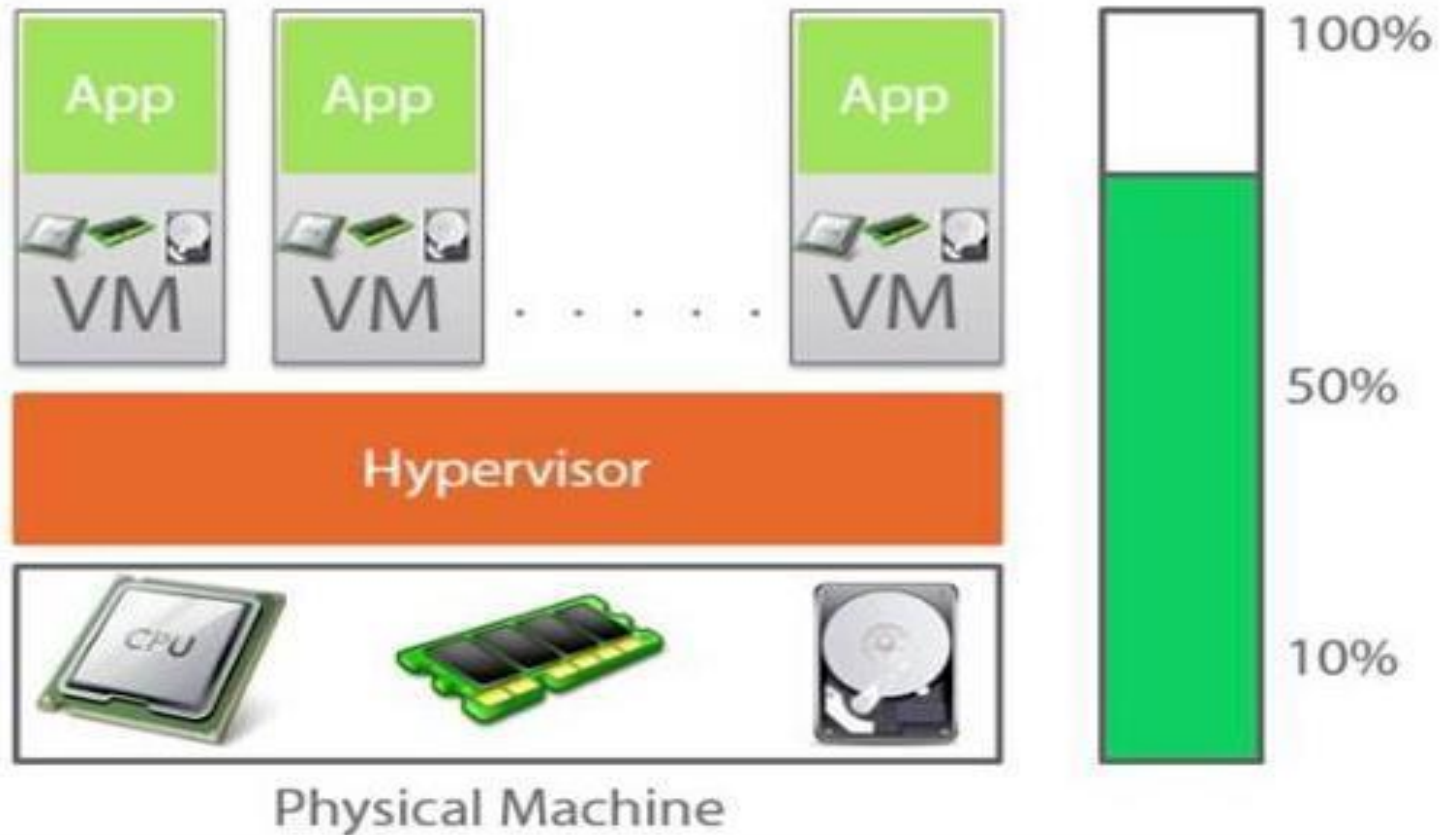 App
App
App
100%
VM
VM
. . . . .
VM
50%
Hypervisor
CPU
10%
Physical Machine